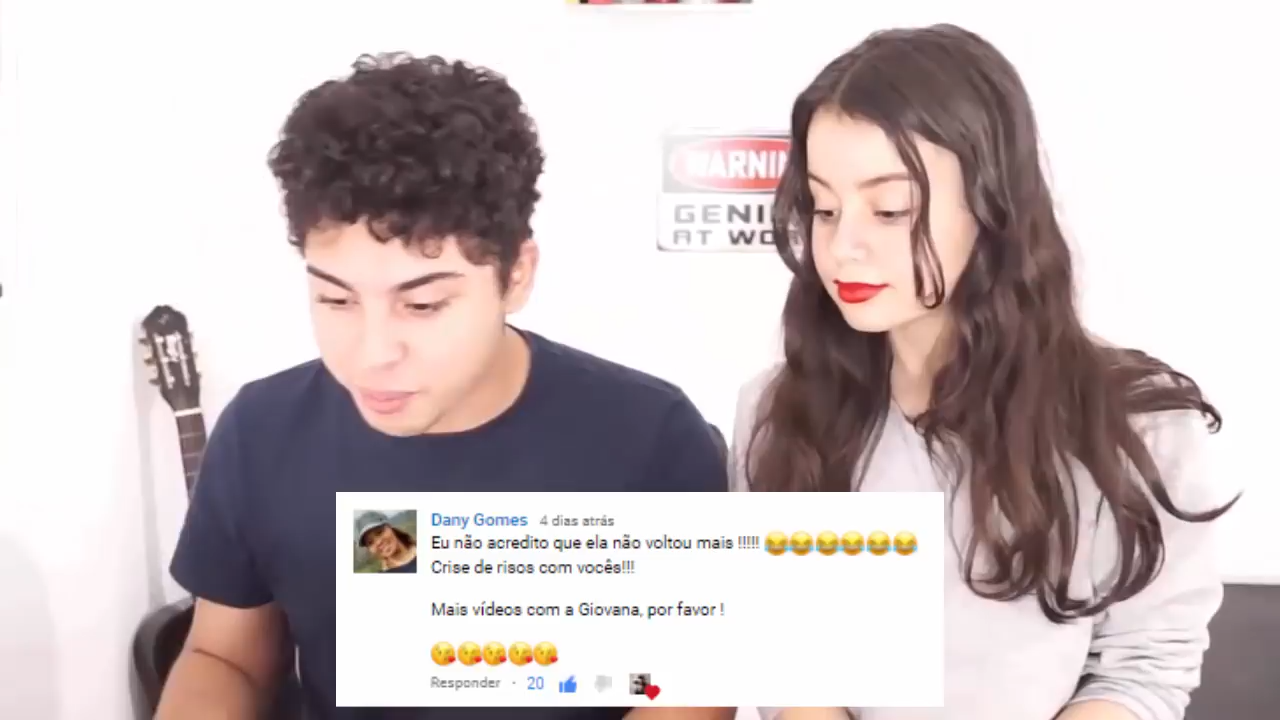 WARNIN
GENI
AT WO
Dany Gomes 4 dias atrás
Eu não acredito que ela não voltou mais !!!!! 😂😂😂😂😂😂
Crise de risos com vocês!!!
Mais vídeos com a Giovana, por favor !
😘😘😘😘😘
Responder · 20